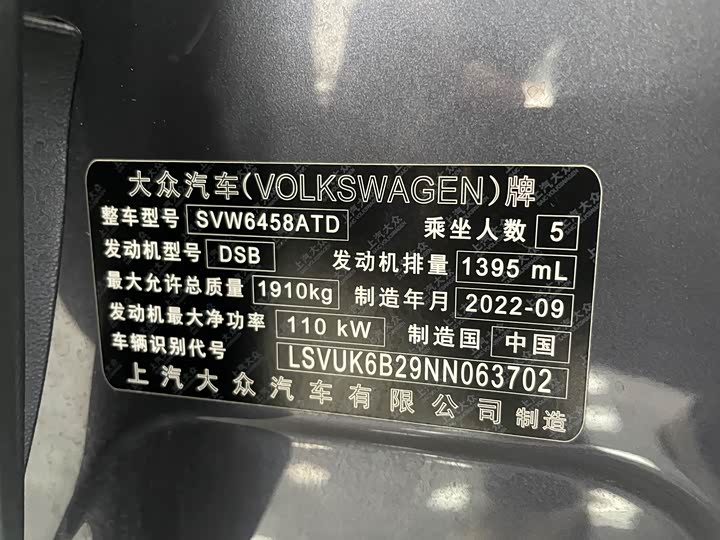 大众汽车(VOLKSWAGEN)牌
整车型号 SVW6458ATD 乘坐人数 5
发动机型号 DSB 发动机排量 1395 mL
最大允许总质量 1910kg 制造年月 2022-09
发动机最大净功率 110 kW 制造国 中国
车辆识别代号 LSVUK6B29NN063702
上汽大众汽车有限公司制造